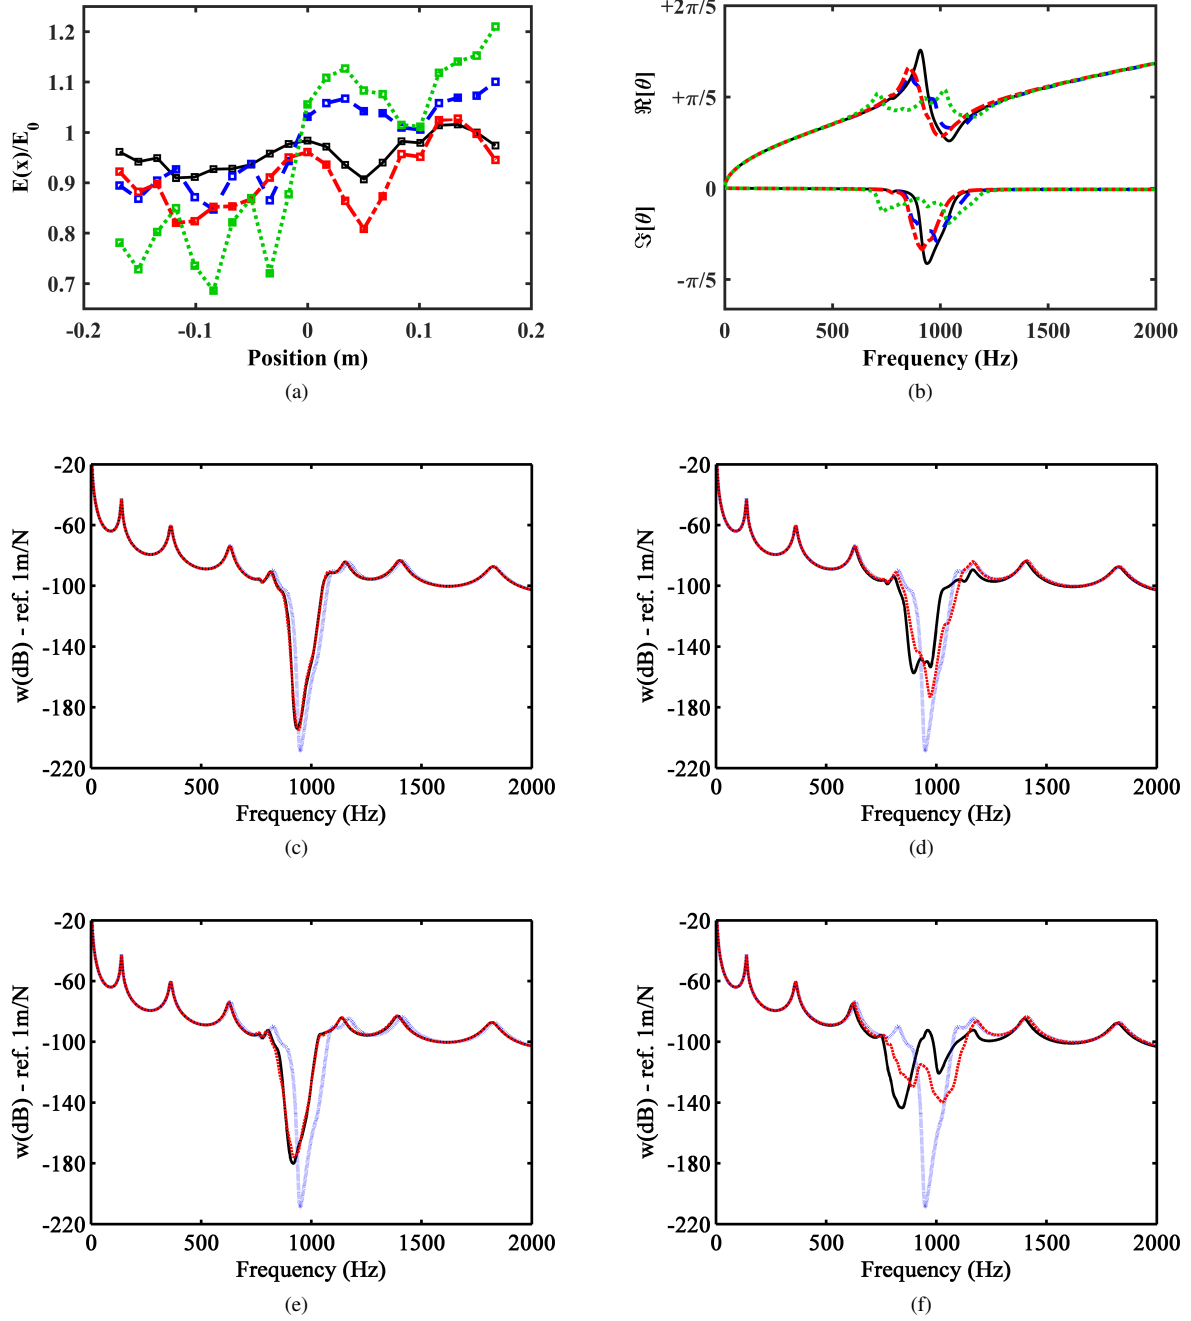 1.2
1.1
1
0.9
0.8
0.7
E(x)/E₀
-0.2
-0.1
0
0.1
0.2
Position (m)
(a)
+2π/5
+π/5
0
-π/5
ℜ[θ]
ℑ[θ]
0
500
1000
1500
2000
Frequency (Hz)
(b)
-20
-60
-100
-140
-180
-220
w(dB) - ref. 1m/N
0
500
1000
1500
2000
Frequency (Hz)
(c)
-20
-60
-100
-140
-180
-220
w(dB) - ref. 1m/N
0
500
1000
1500
2000
Frequency (Hz)
(d)
-20
-60
-100
-140
-180
-220
w(dB) - ref. 1m/N
0
500
1000
1500
2000
Frequency (Hz)
(e)
-20
-60
-100
-140
-180
-220
w(dB) - ref. 1m/N
0
500
1000
1500
2000
Frequency (Hz)
(f)